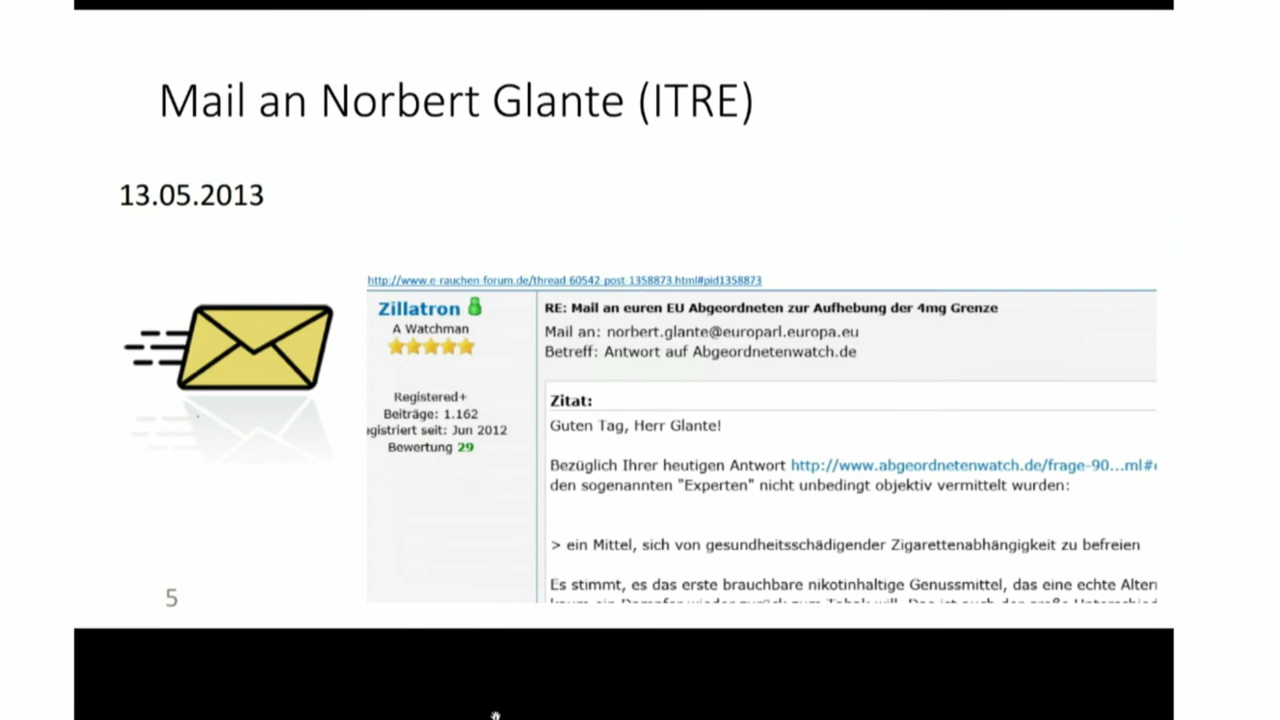 Mail an Norbert Glante (ITRE)
13.05.2013
http://www.e-rauchen-forum.de/thread-60542-post-1358873.html#pid1358873
Zillatron
A Watchman
Registered+
Beiträge: 1.162
gistriert seit: Jun 2012
Bewertung 29
RE: Mail an euren EU Abgeordneten zur Aufhebung der 4mg Grenze
Mail an: norbert.glante@europarl.europa.eu
Betreff: Antwort auf Abgeordnetenwatch.de
Zitat:
Guten Tag, Herr Glante!
Bezüglich Ihrer heutigen Antwort http://www.abgeordnetenwatch.de/frage-90...ml#
den sogenannten "Experten" nicht unbedingt objektiv vermittelt wurden:
> ein Mittel, sich von gesundheitsschädigender Zigarettenabhängigkeit zu befreien
Es stimmt, es das erste brauchbare nikotinhaltige Genussmittel, das eine echte Alter
5